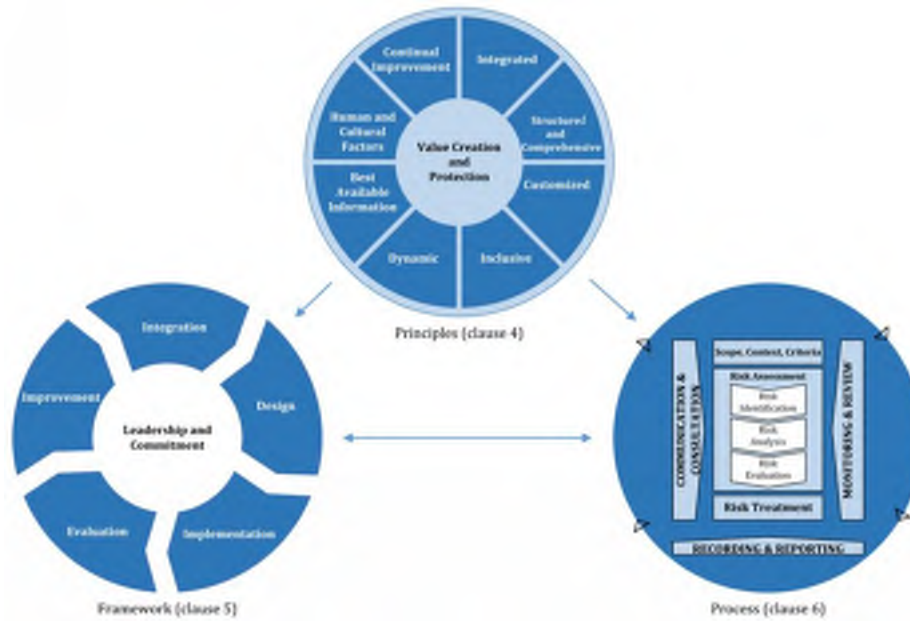 Continual
Improvement
Integrated
Human and
Cultural
Factors
Structured
and
Comprehensive
Value Creation
and
Protection
Best
Available
Information
Customized
Dynamic
Inclusive
Principles (clause 4)
Integration
Improvement
Design
Leadership and
Commitment
Evaluation
Implementation
Framework (clause 5)
Scope, Context, Criteria
Risk Assessment
Risk
Identification
Risk
Analysis
Risk
Evaluation
Risk Treatment
COMMUNICATION &
CONSULTATION
MONITORING & REVIEW
RECORDING & REPORTING
Process (clause 6)